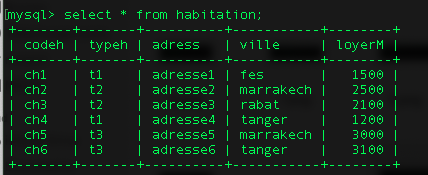 [mysql> select * from habitation;
+-------+-------+----------+-----------+--------+
| codeh | typeh | adress   | ville     | loyerM |
+-------+-------+----------+-----------+--------+
| ch1   | t1    | adresse1 | fes       |   1500 |
| ch2   | t2    | adresse2 | marrakech |   2500 |
| ch3   | t2    | adresse3 | rabat     |   2100 |
| ch4   | t1    | adresse4 | tanger    |   1200 |
| ch5   | t3    | adresse5 | marrakech |   3000 |
| ch6   | t3    | adresse6 | tanger    |   3100 |
+-------+-------+----------+-----------+--------+